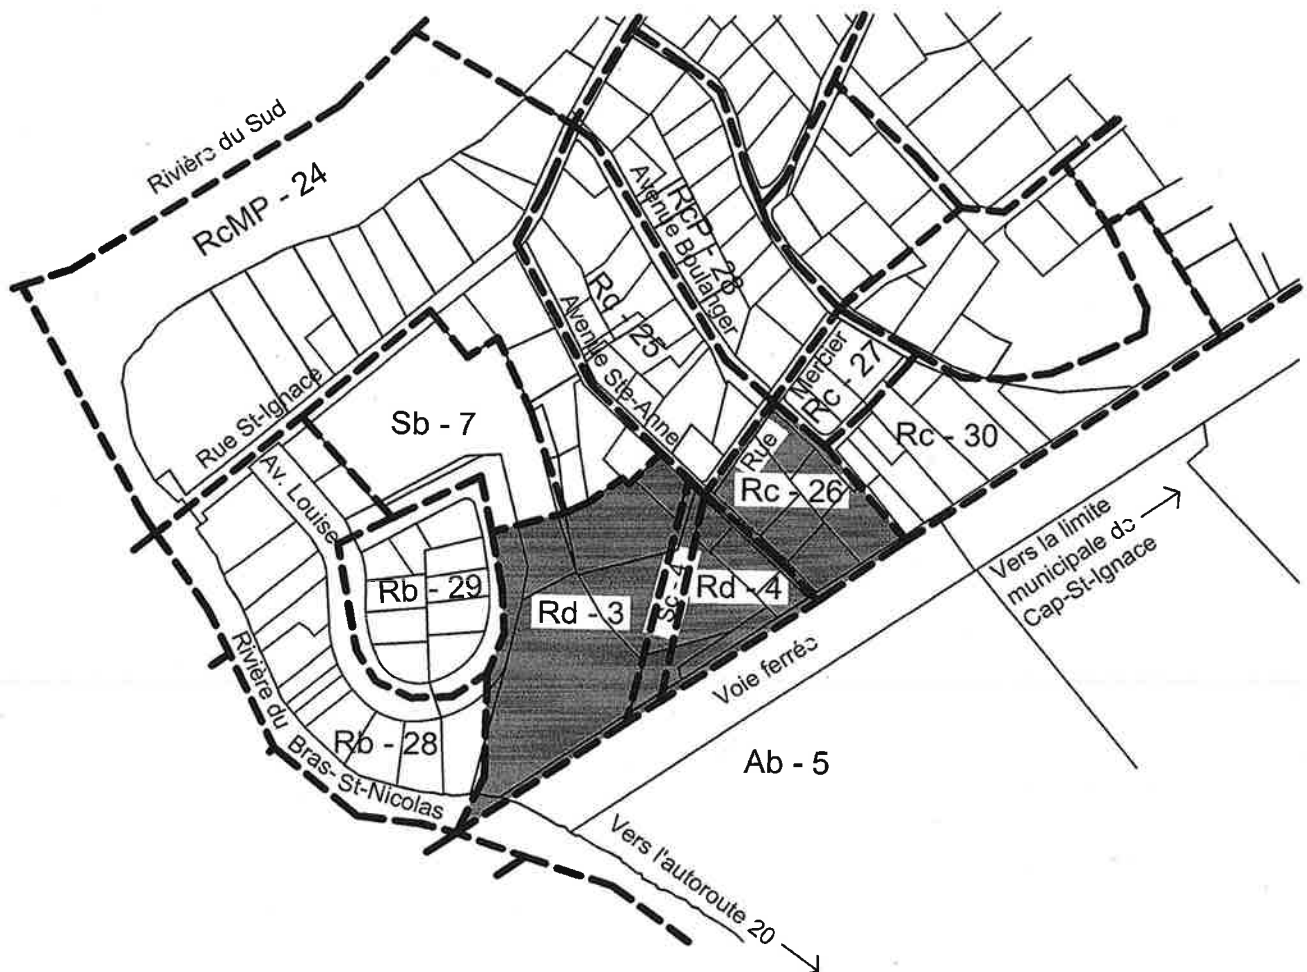 Rivière du Sud
RcMP - 24
Avenue Boulanger
RcP - 23
Rc - 25
Avenue Ste-Anne
Rue St-Ignace
Sb - 7
Av. Louise
Rue Mercier
Rc - 27
Rc - 30
Rc - 26
Rb - 29
Rd - 3
Sc - 4
Rd - 4
Vers la limite
municipale de
Cap-St-Ignace
Voie ferrée
Rb - 28
Rivière du Bras-St-Nicolas
Ab - 5
Vers l'autoroute 20